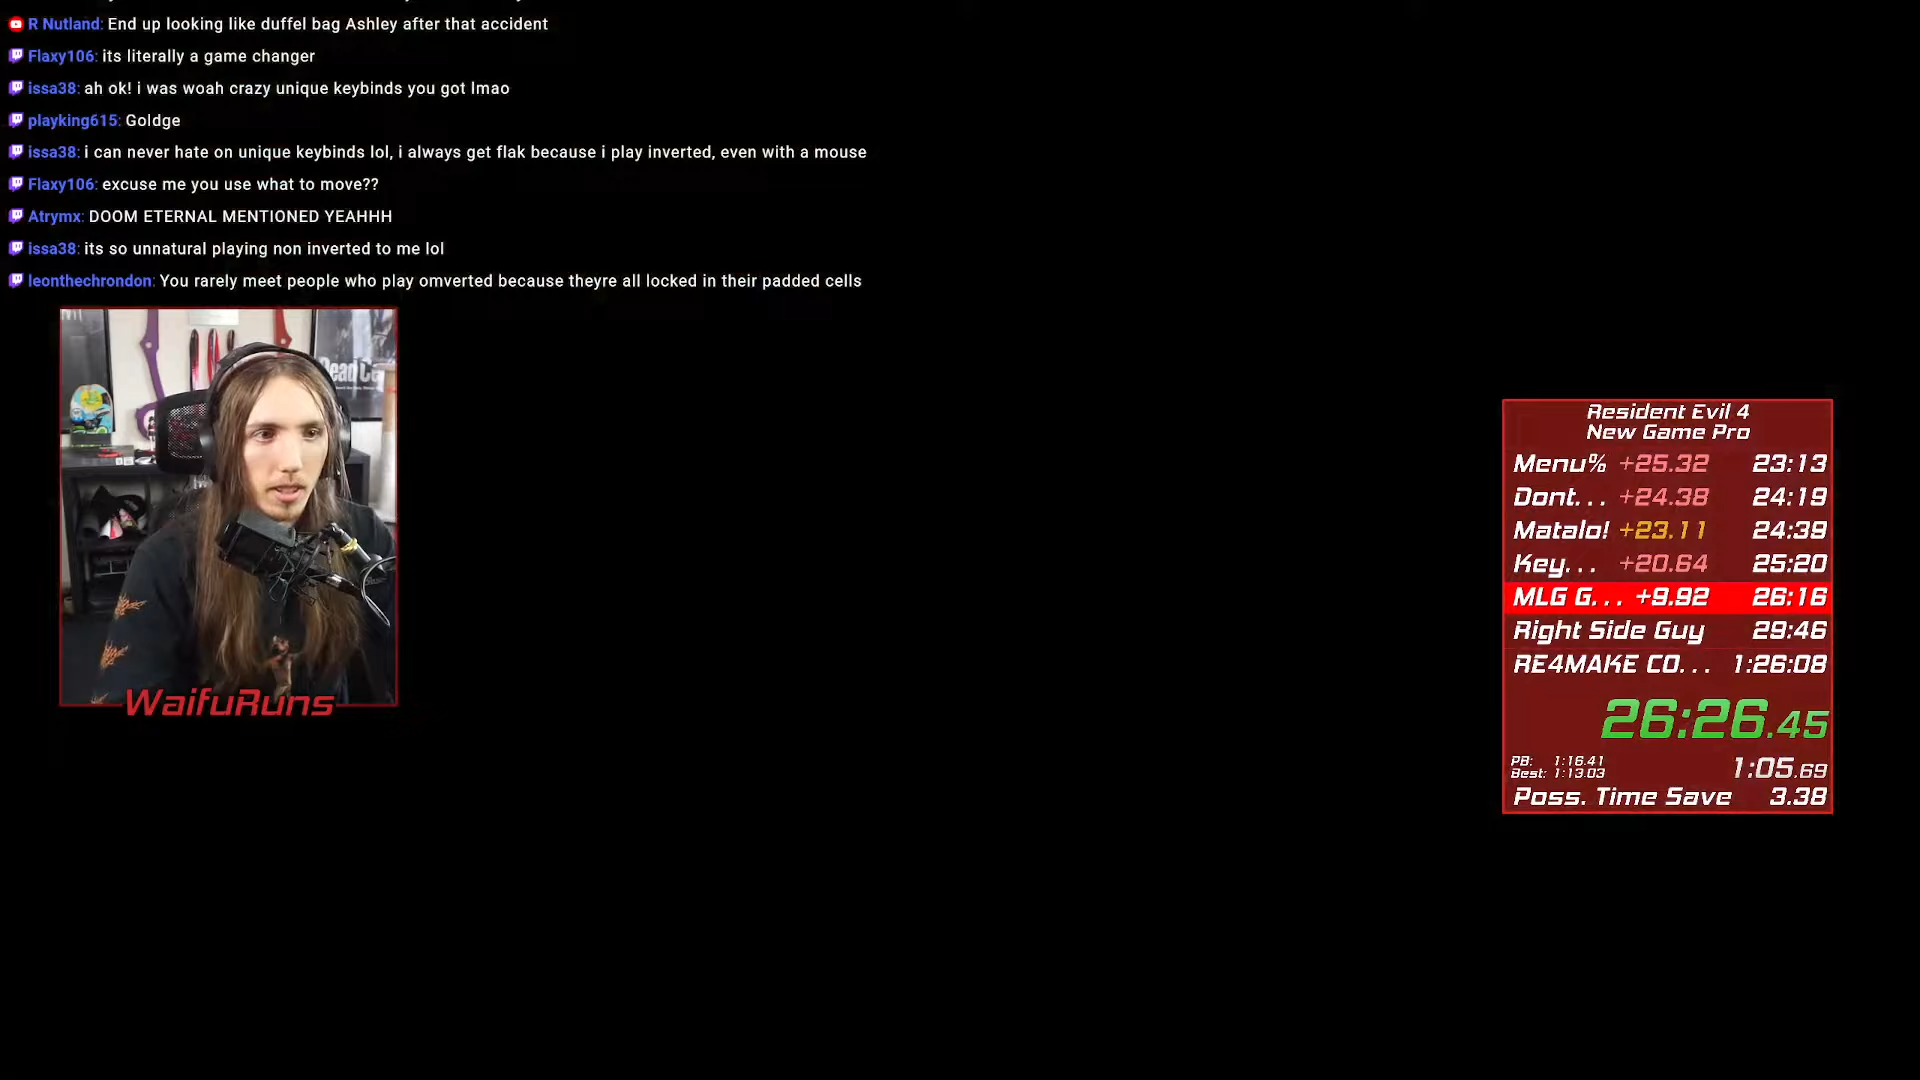 R Nutland: End up looking like duffel bag Ashley after that accident
Flaxy106: its literally a game changer
issa38: ah ok! i was woah crazy unique keybinds you got lmao
playking615: Goldge
issa38: i can never hate on unique keybinds lol, i always get flak because i play inverted, even with a mouse
Flaxy106: excuse me you use what to move??
Atrymx: DOOM ETERNAL MENTIONED YEAHHH
issa38: its so unnatural playing non inverted to me lol
leonthechrondon: You rarely meet people who play omverted because theyre all locked in their padded cells
WaifuRuns
Resident Evil 4
New Game Pro
Menu% +25.32 23:13
Dont... +24.38 24:19
Matalo! +23.11 24:39
Key... +20.64 25:20
MLG G... +9.92 26:16
Right Side Guy 29:46
RE4MAKE CO... 1:26:08
26:26.45
PB: 1:16.41
Best: 1:13.03
1:05.69
Poss. Time Save 3.38